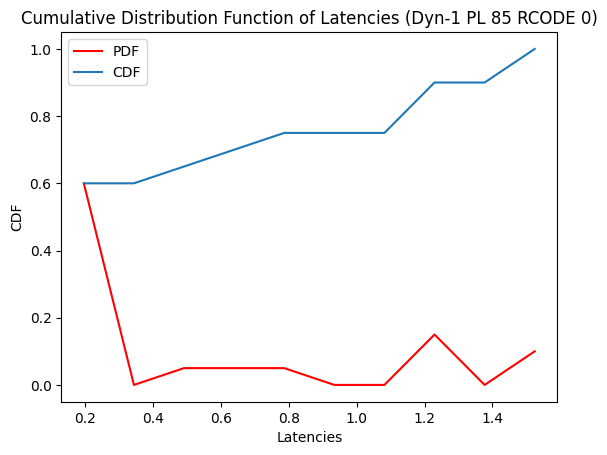 Cumulative Distribution Function of Latencies (Dyn-1 PL 85 RCODE 0)
PDF
CDF
CDF
1.0
0.8
0.6
0.4
0.2
0.0
0.2 0.4 0.6 0.8 1.0 1.2 1.4
Latencies